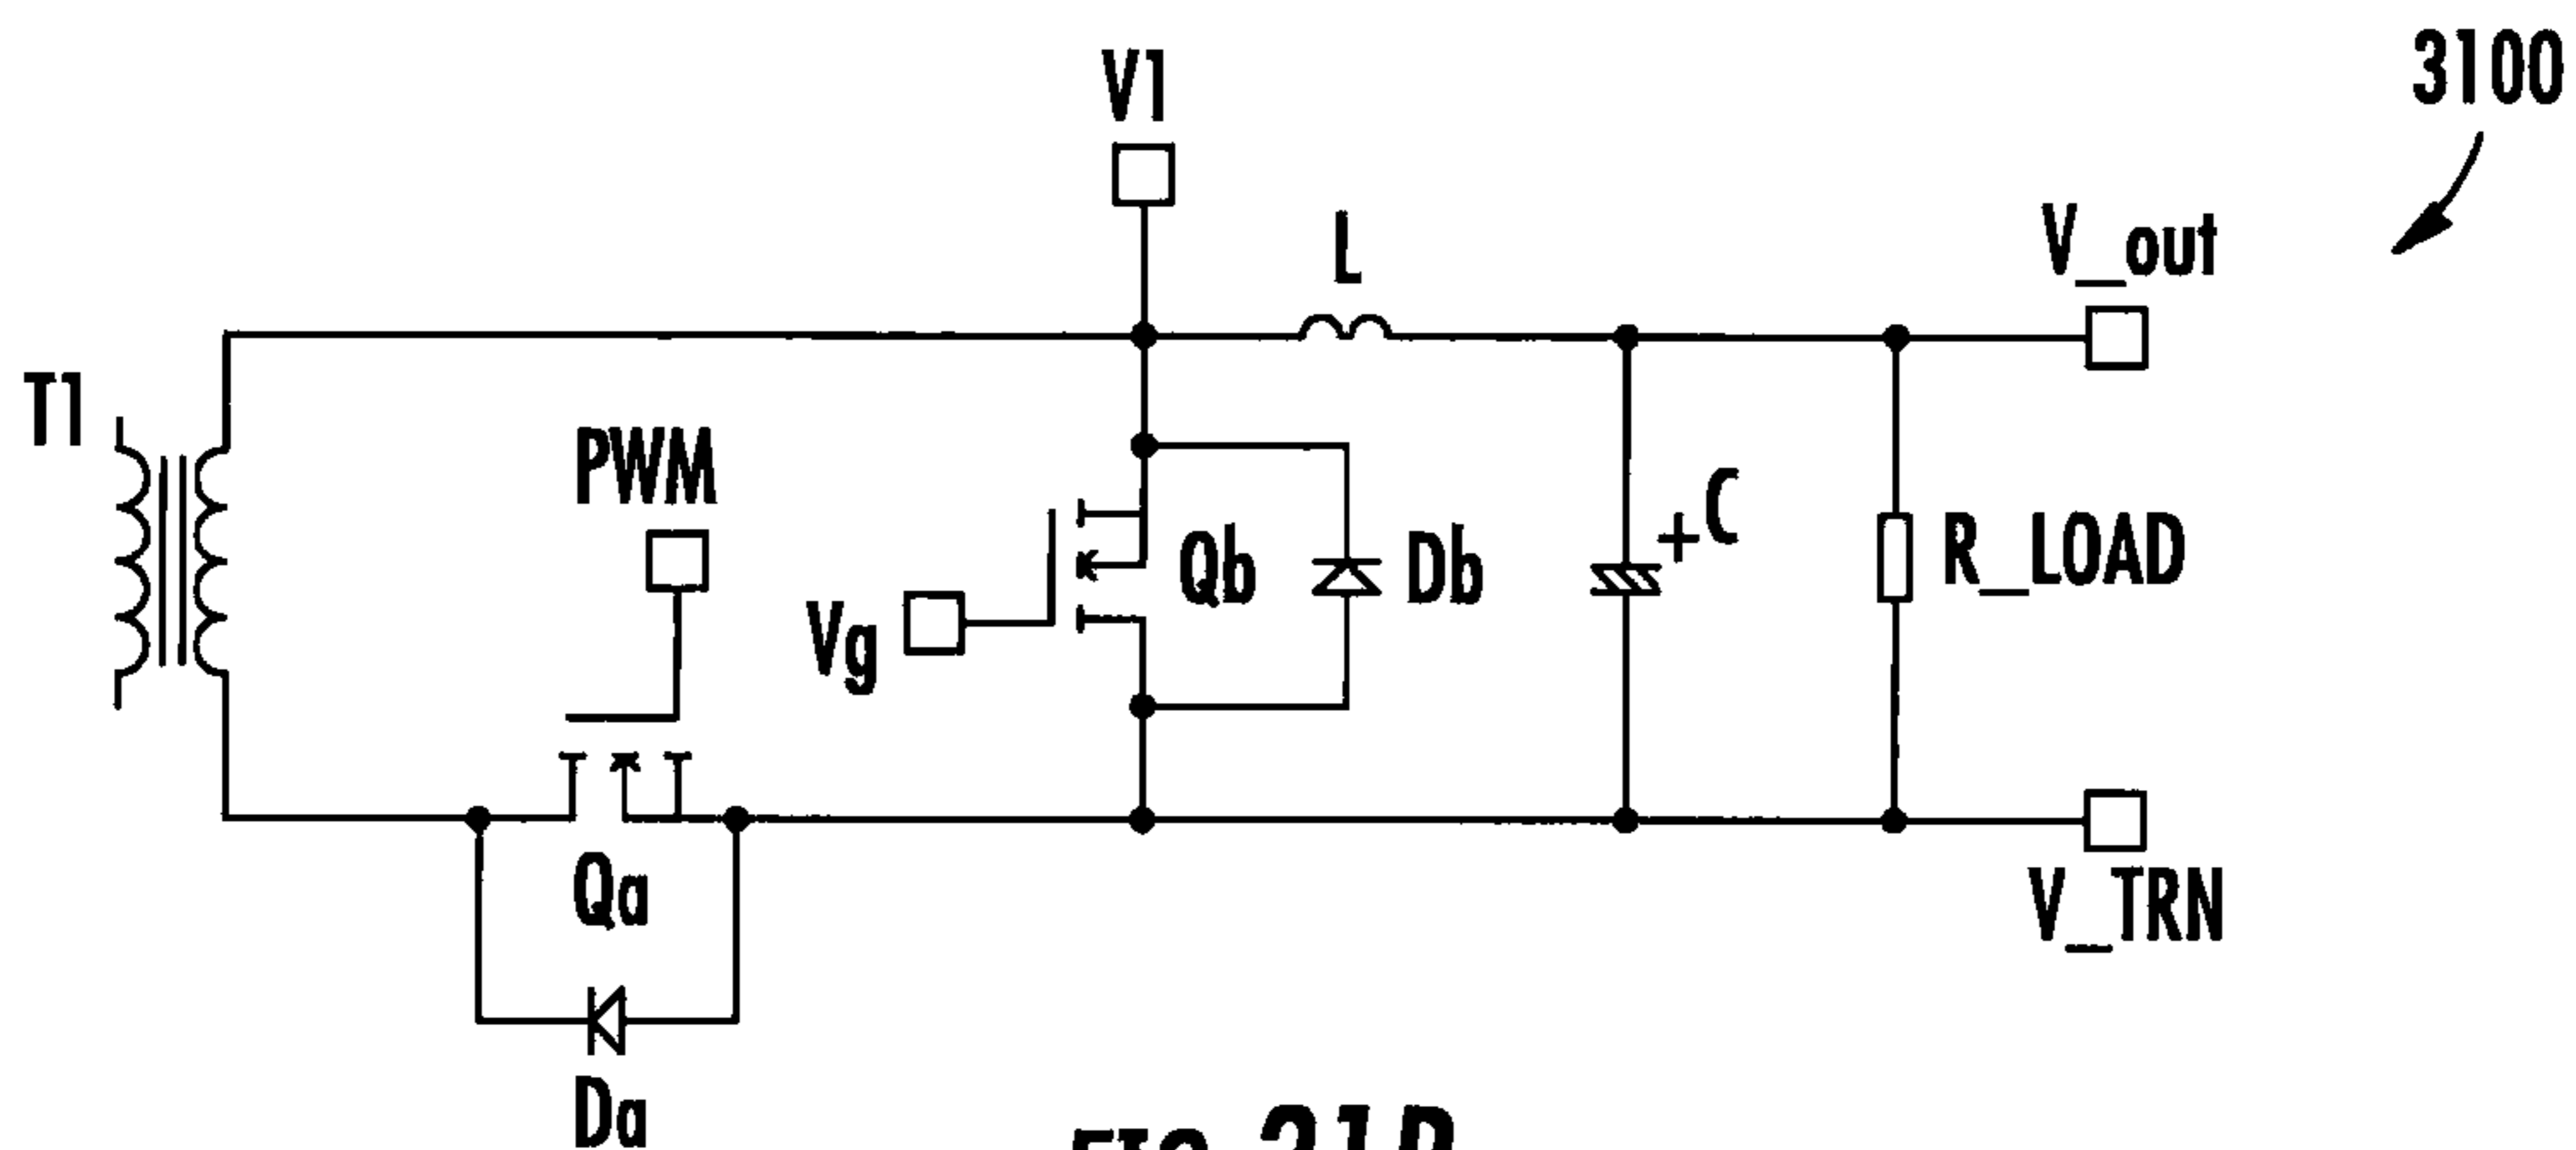 3100
V1
L
V_out
T1
PWM
+C
Qb
Db
R_LOAD
Vg
Qa
V_TRN
Da